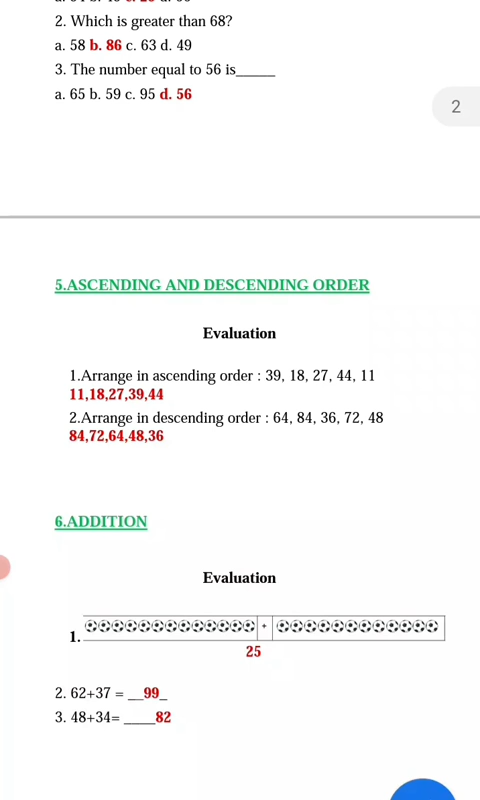 2. Which is greater than 68?
a. 58 b. 86 c. 63 d. 49
3. The number equal to 56 is_____
a. 65 b. 59 c. 95 d. 56
2
5.ASCENDING AND DESCENDING ORDER
Evaluation
1.Arrange in ascending order : 39, 18, 27, 44, 11
11,18,27,39,44
2.Arrange in descending order : 64, 84, 36, 72, 48
84,72,64,48,36
6.ADDITION
Evaluation
1. +
25
2. 62+37 = __99_
3. 48+34= ____82